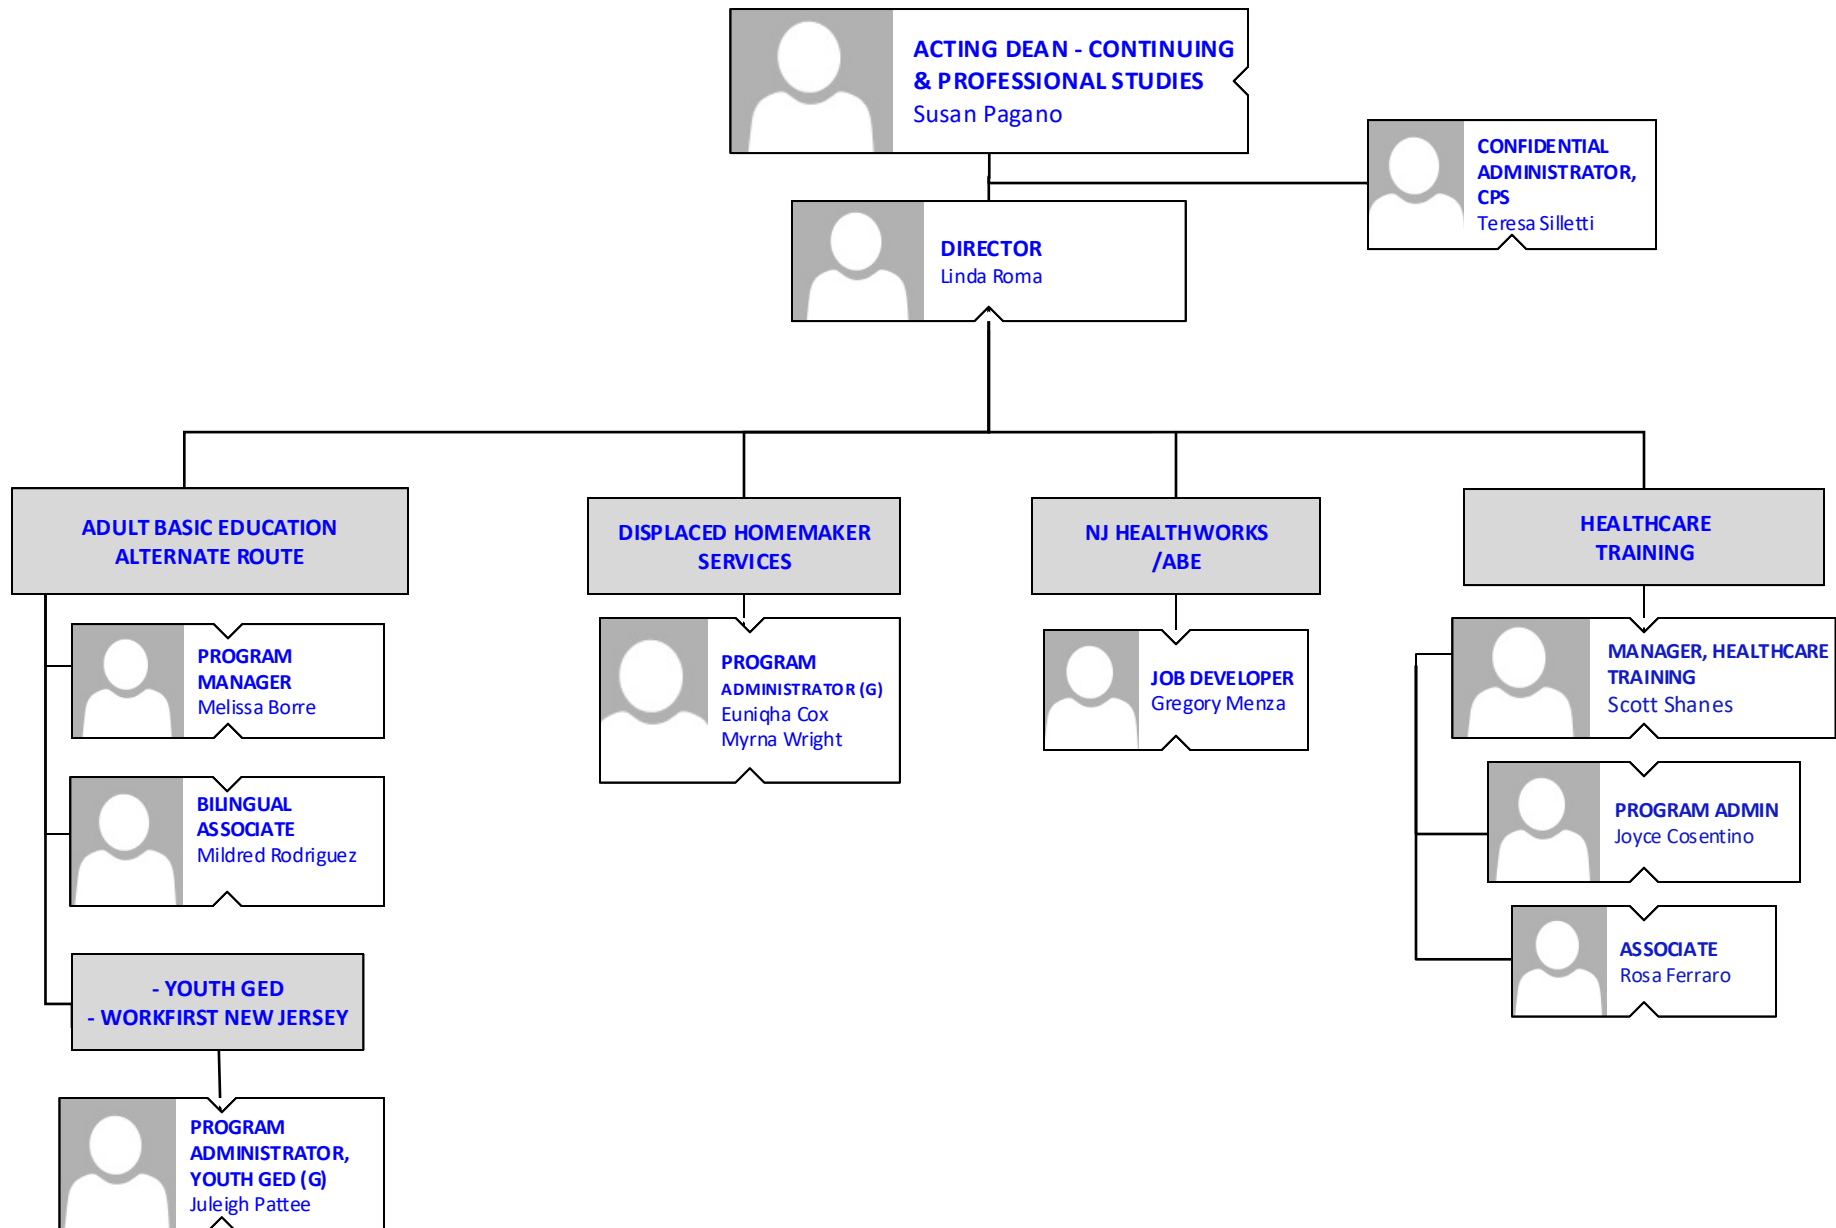 ACTING DEAN - CONTINUING
& PROFESSIONAL STUDIES
Susan Pagano
CONFIDENTIAL
ADMINISTRATOR,
CPS
Teresa Silletti
DIRECTOR
Linda Roma
ADULT BASIC EDUCATION
ALTERNATE ROUTE
DISPLACED HOMEMAKER
SERVICES
NJ HEALTHWORKS
/ABE
HEALTHCARE
TRAINING
PROGRAM
MANAGER
Melissa Borre
PROGRAM
ADMINISTRATOR (G)
Euniqha Cox
Myrna Wright
JOB DEVELOPER
Gregory Menza
MANAGER, HEALTHCARE
TRAINING
Scott Shanes
BILINGUAL
ASSOCIATE
Mildred Rodriguez
PROGRAM ADMIN
Joyce Cosentino
ASSOCIATE
Rosa Ferraro
- YOUTH GED
- WORKFIRST NEW JERSEY
PROGRAM
ADMINISTRATOR,
YOUTH GED (G)
Juleigh Pattee